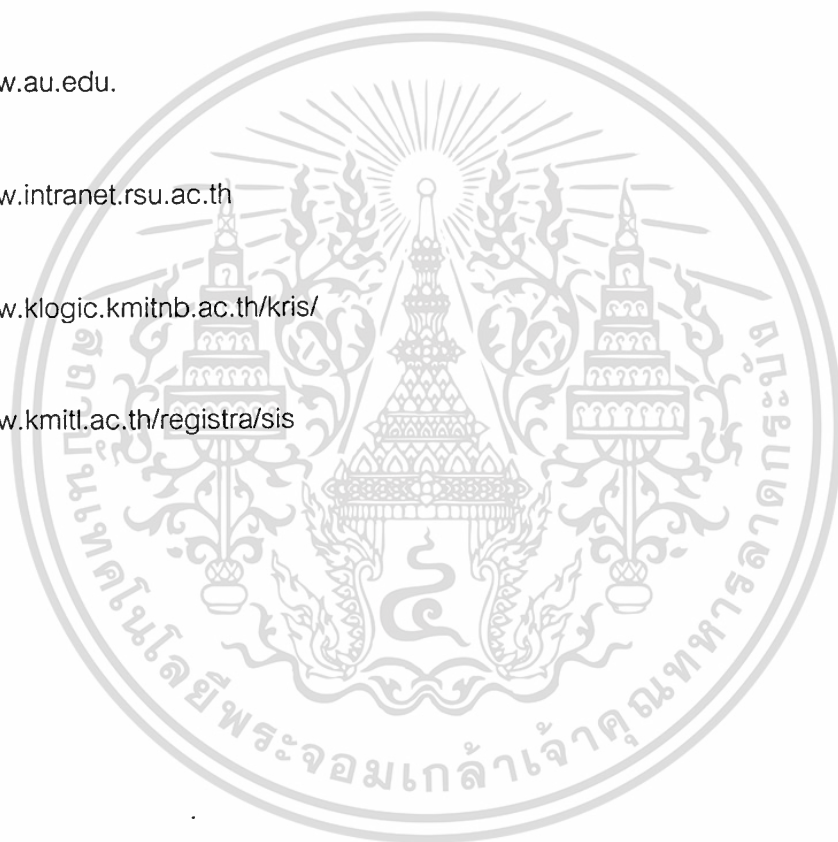 w.au.edu.
w.intranet.rsu.ac.th
w.klogic.kmitnb.ac.th/kris/
w.kmitl.ac.th/registra/sis
สถาบันเทคโนโลยีพระจอมเกล้าเจ้าคุณทหารลาดกระบัง
๔